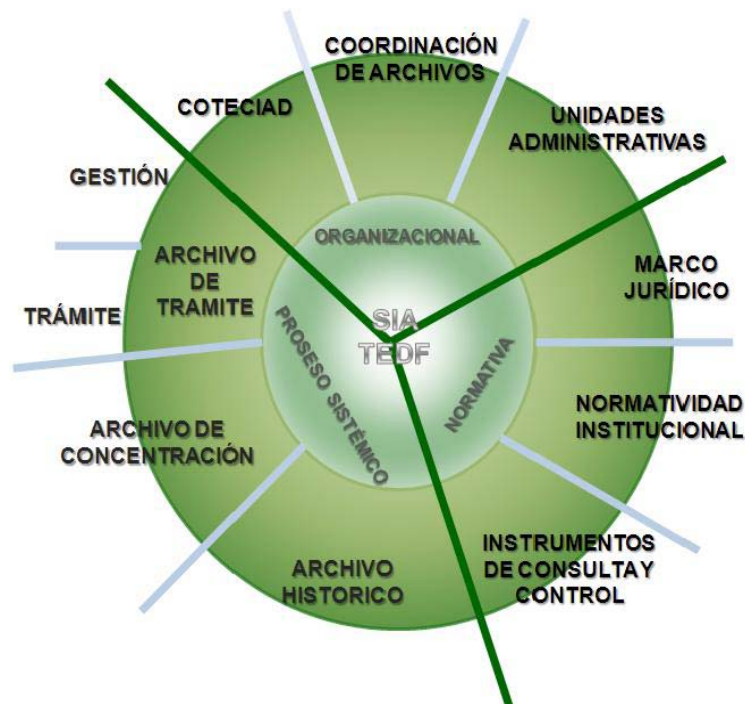 COORDINACIÓN
DE ARCHIVOS
COTECIAD
UNIDADES
ADMINISTRATIVAS
GESTIÓN
ORGANIZACIONAL
ARCHIVO
DE
TRAMITE
MARCO
JURÍDICO
TRÁMITE
SIA
TEDF
PROSESO SISTÉMICO
NORMATIVA
NORMATIVIDAD
INSTITUCIONAL
ARCHIVO DE
CONCENTRACIÓN
INSTRUMENTOS
DE CONSULTA Y
CONTROL
ARCHIVO
HISTORICO